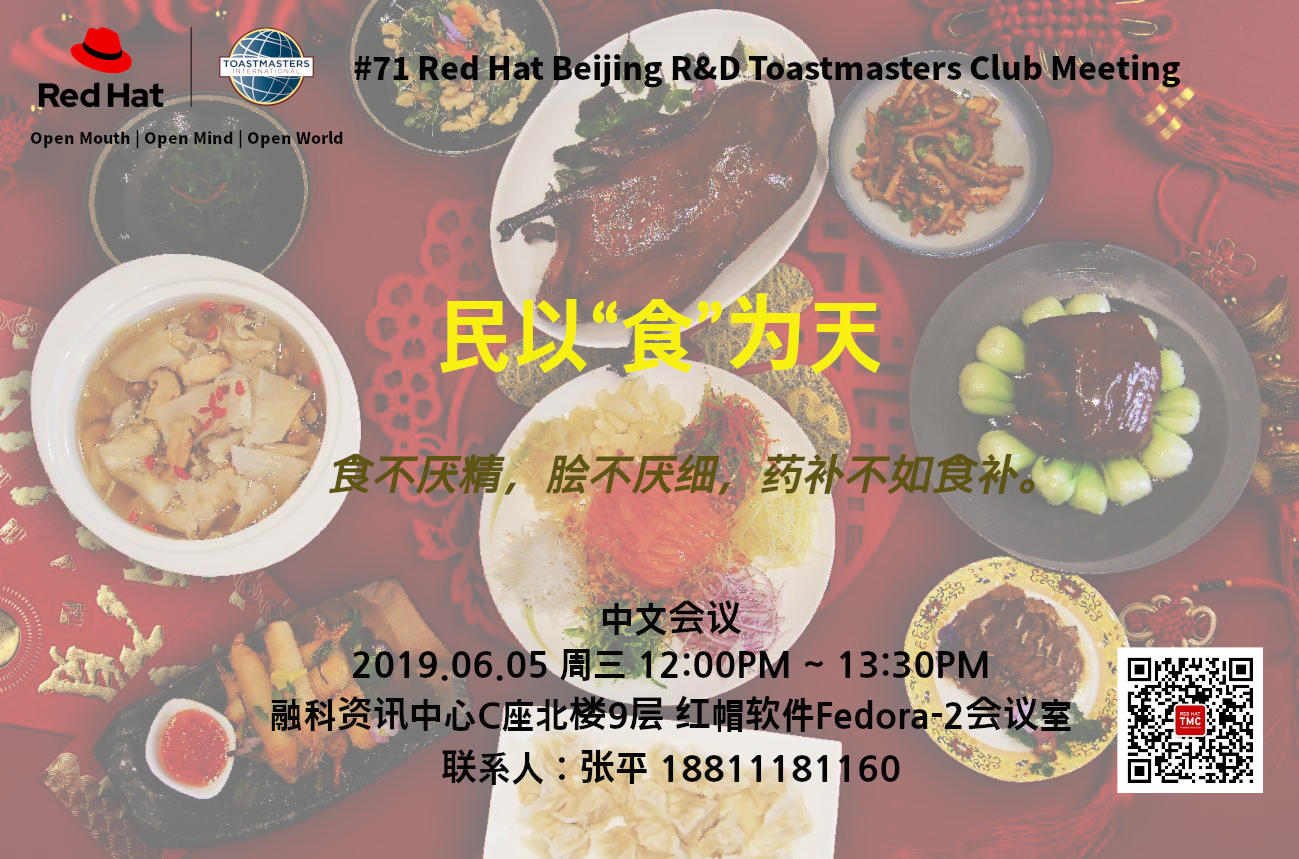 Red Hat
TOASTMASTERS
INTERNATIONAL
#71 Red Hat Beijing R&D Toastmasters Club Meeting
Open Mouth | Open Mind | Open World
民以“食”为天
食不厌精，脍不厌细，药补不如食补。
中文会议
2019.06.05 周三 12:00PM ~ 13:30PM
融科资讯中心C座北楼9层 红帽软件Fedora-2会议室
联系人：张平 18811181160
RED HAT
TMC